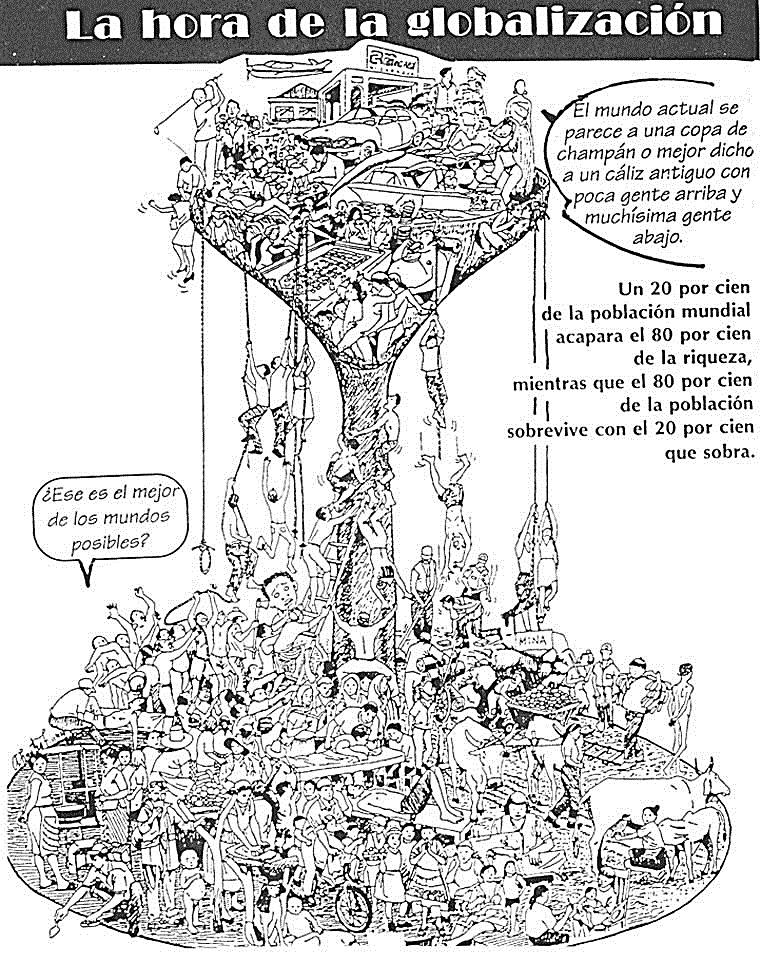 La hora de la globalización
El mundo actual se
parece a una copa de
champán o mejor dicho
a un cáliz antiguo con
poca gente arriba y
muchísima gente
abajo.
Un 20 por cien
de la población mundial
acapara el 80 por cien
de la riqueza,
mientras que el 80 por cien
de la población
sobrevive con el 20 por cien
que sobra.
¿Ese es el mejor
de los mundos
posibles?
MINA